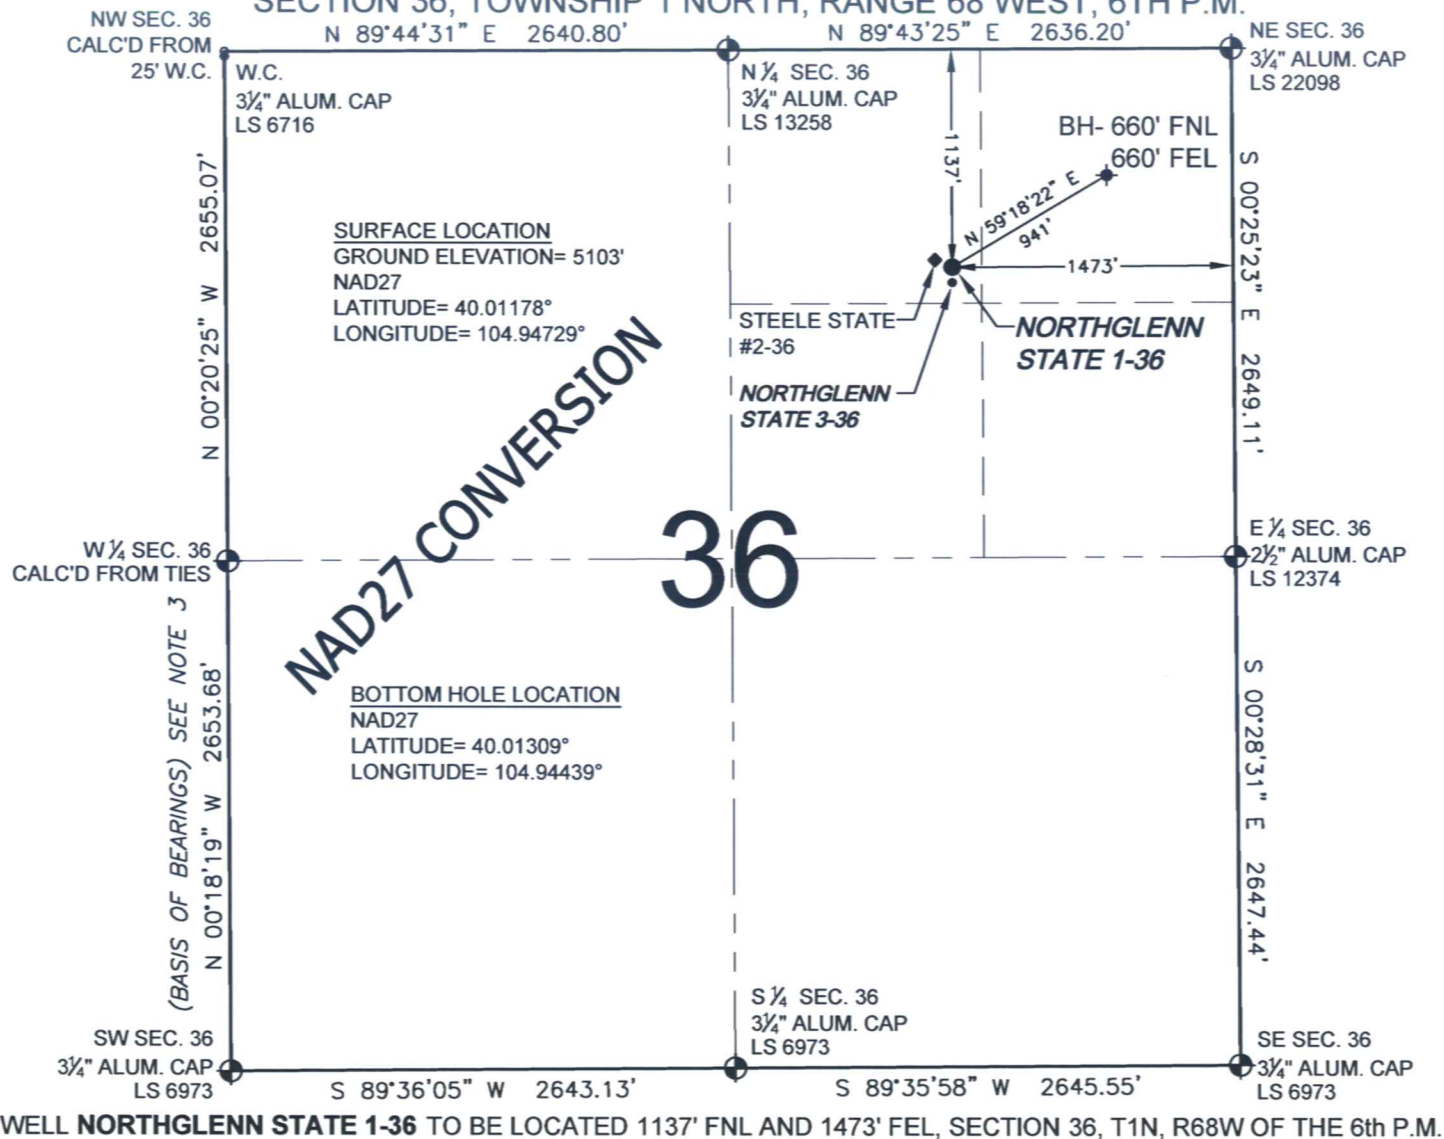 SECTION 36, TOWNSHIP 1 NORTH, RANGE 68 WEST, 6TH P.M.
NW SEC. 36
CALC'D FROM
25' W.C.
N 89°44'31" E 2640.80'
N 89°43'25" E 2636.20'
NE SEC. 36
3¼" ALUM. CAP
LS 22098
W.C.
3¼" ALUM. CAP
LS 6716
N ¼ SEC. 36
3¼" ALUM. CAP
LS 13258
BH- 660' FNL
660' FEL
1137'
N 59°18'22" E
941'
1473'
N 00°20'25" W 2655.07'
S 00°25'23" E 2649.11'
SURFACE LOCATION
GROUND ELEVATION= 5103'
NAD27
LATITUDE= 40.01178°
LONGITUDE= 104.94729°
STEELE STATE
#2-36
NORTHGLENN
STATE 1-36
NORTHGLENN
STATE 3-36
NAD27 CONVERSION
36
W ¼ SEC. 36
CALC'D FROM TIES
E ¼ SEC. 36
2½" ALUM. CAP
LS 12374
(BASIS OF BEARINGS) SEE NOTE 3
N 00°18'19" W 2653.68'
S 00°28'31" E 2647.44'
BOTTOM HOLE LOCATION
NAD27
LATITUDE= 40.01309°
LONGITUDE= 104.94439°
SW SEC. 36
3¼" ALUM. CAP
LS 6973
S ¼ SEC. 36
3¼" ALUM. CAP
LS 6973
SE SEC. 36
3¼" ALUM. CAP
LS 6973
S 89°36'05" W 2643.13'
S 89°35'58" W 2645.55'
WELL NORTHGLENN STATE 1-36 TO BE LOCATED 1137' FNL AND 1473' FEL, SECTION 36, T1N, R68W OF THE 6th P.M.